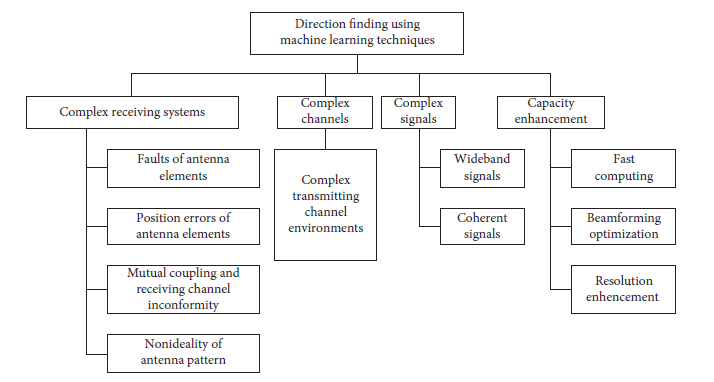 Direction finding using
machine learning techniques
Complex receiving systems
Complex
channels
Complex
signals
Capacity
enhancement
Faults of antenna
elements
Position errors of
antenna elements
Mutual coupling and
receiving channel
inconformity
Nonideality of
antenna pattern
Complex
transmitting
channel
environments
Wideband
signals
Coherent
signals
Fast
computing
Beamforming
optimization
Resolution
enhencement